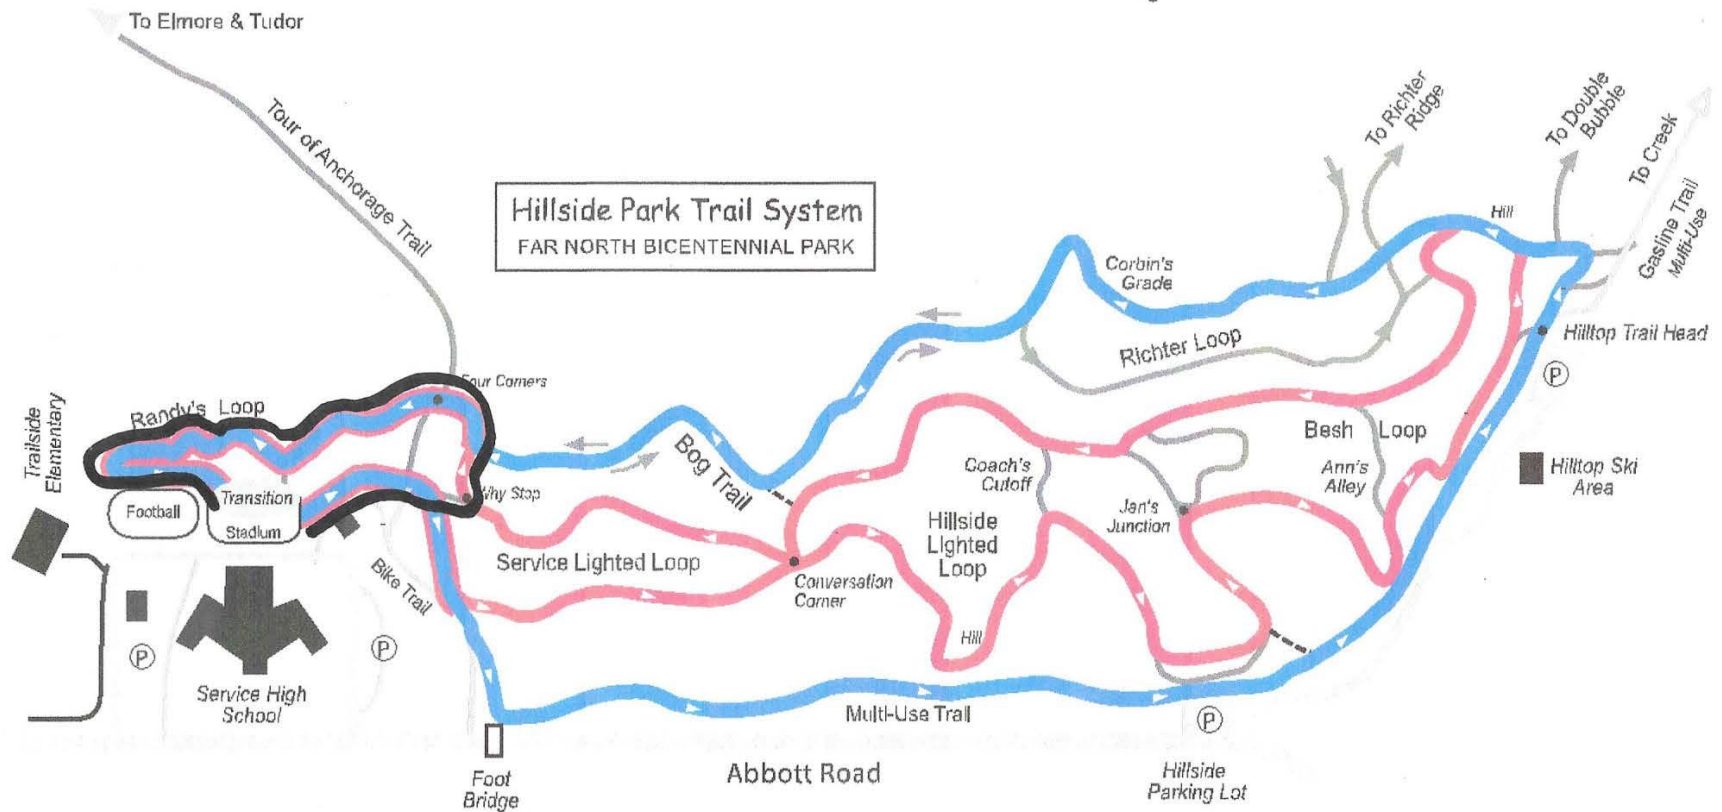 To Elmore & Tudor
Tour of Anchorage Trail
Hillside Park Trail System
FAR NORTH BICENTENNIAL PARK
To Richter
Ridge
To Double
Bubble
To Creek
Gasline Trail
Multi-Use
Hill
Corbin's
Grade
Richter Loop
Hilltop Trail Head
P
Four Corners
Randy's Loop
Trailside
Elementary
Bog Trail
Besh Loop
Coach's
Cutoff
Ann's
Alley
Hilltop Ski
Area
Why Stop
Transition
Football
Stadium
Jan's
Junction
Hillside
Lighted
Loop
Service Lighted Loop
Conversation
Corner
Bike Trail
Hill
P
P
Service High
School
Multi-Use Trail
P
Abbott Road
Foot
Bridge
Hillside
Parking Lot